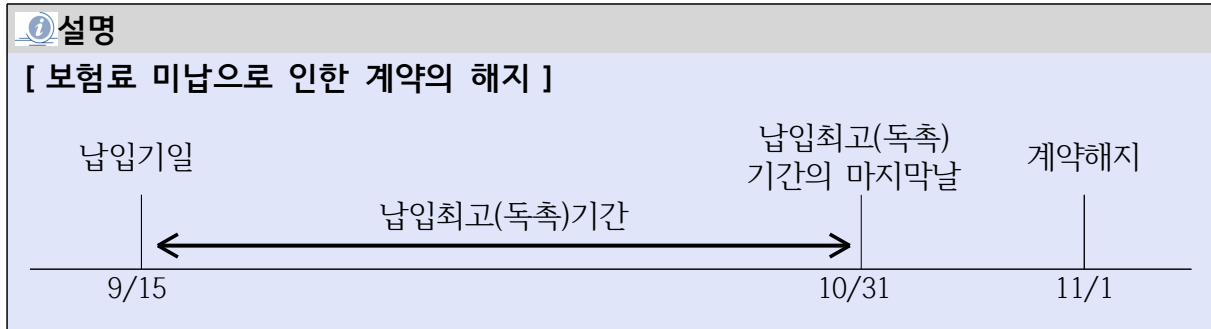 설명
[ 보험료 미납으로 인한 계약의 해지 ]
납입기일
납입최고(독촉)
기간의 마지막날
계약해지
납입최고(독촉)기간
9/15
10/31
11/1